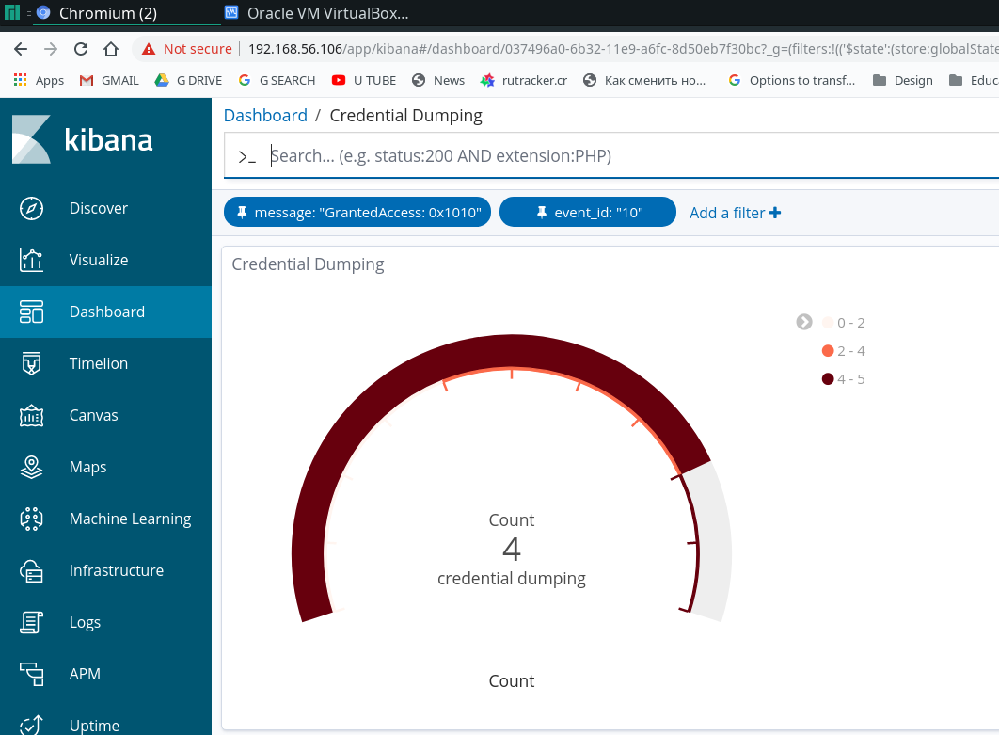 Chromium (2) Oracle VM VirtualBox...
Not secure | 192.168.56.106/app/kibana#/dashboard/037496a0-6b32-11e9-a6fc-8d50eb7f30bc?_g=(filters:!(('$state':(store:globalState
Apps GMAIL G DRIVE G SEARCH U TUBE News rutracker.cr Как сменить но... Options to transf... Design Educ
kibana
Dashboard / Credential Dumping
>_ Search... (e.g. status:200 AND extension:PHP)
message: "GrantedAccess: 0x1010" event_id: "10" Add a filter +
Discover
Visualize
Dashboard
Timelion
Canvas
Maps
Machine Learning
Infrastructure
Logs
APM
Uptime
Credential Dumping
0 - 2
2 - 4
4 - 5
Count
4
credential dumping
Count